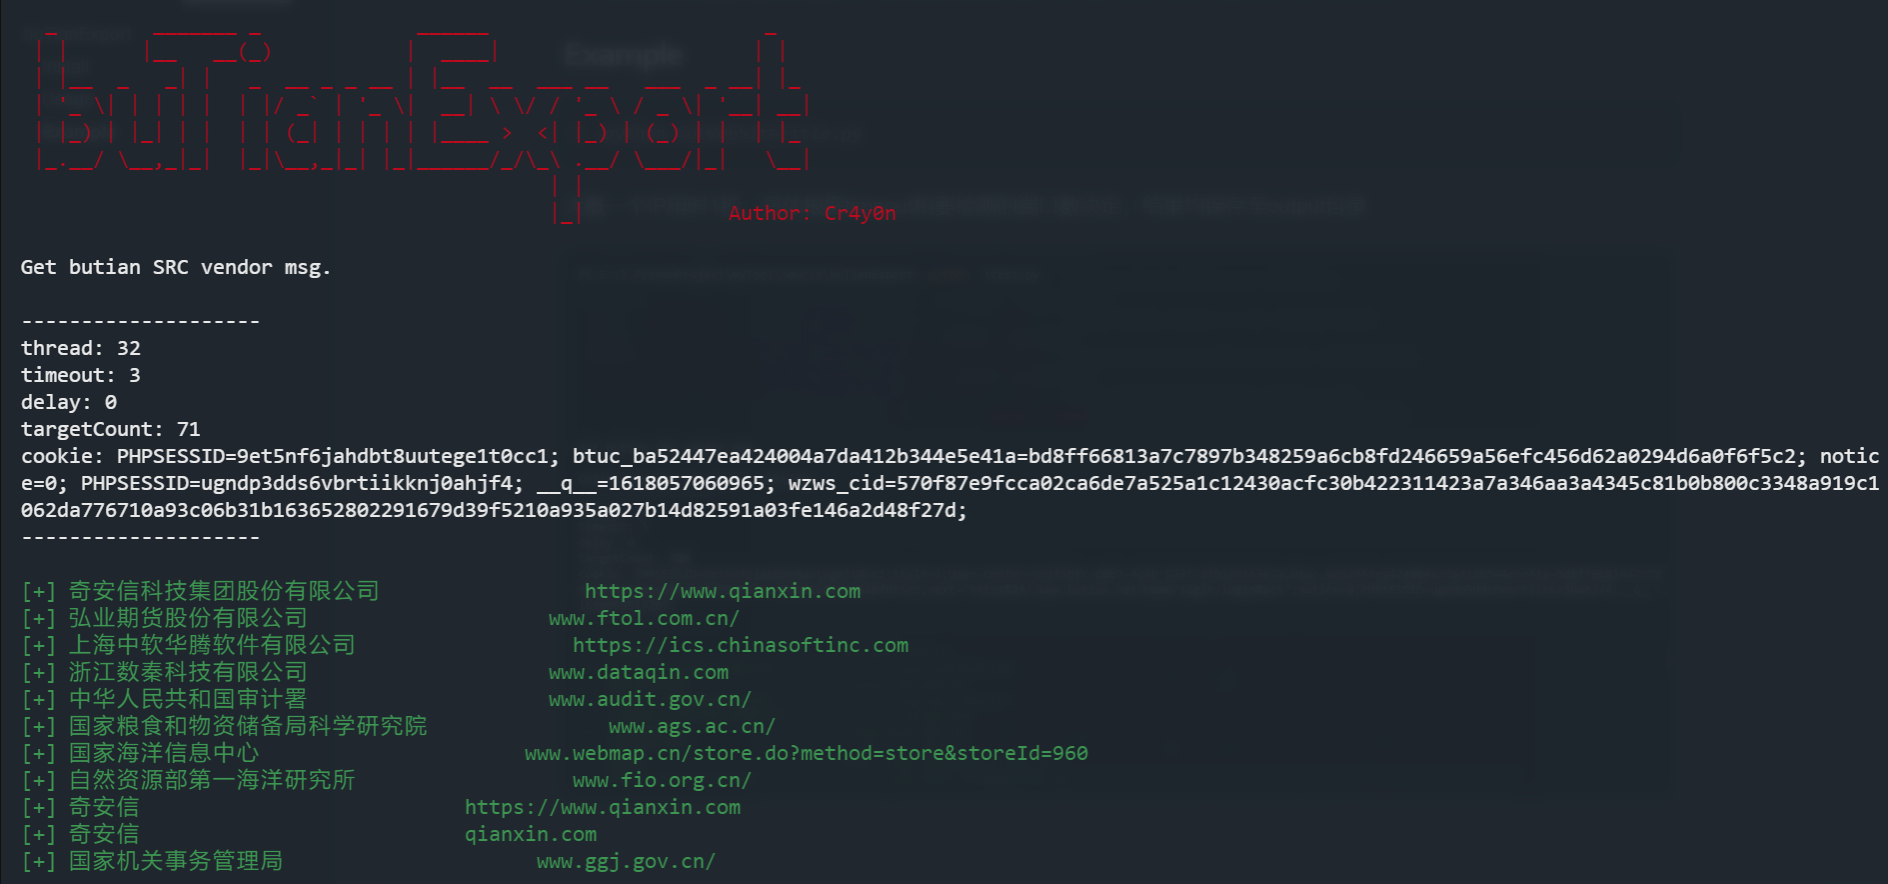 buTianExport
Author: Cr4y0n
Get butian SRC vendor msg.
--------------------
thread: 32
timeout: 3
delay: 0
targetCount: 71
cookie: PHPSESSID=9et5nf6jahdbt8uutege1t0cc1; btuc_ba52447ea424004a7da412b344e5e41a=bd8ff66813a7c7897b348259a6cb8fd246659a56efc456d62a0294d6a0f6f5c2; notic
e=0; PHPSESSID=ugndp3dds6vbrtiikknj0ahjf4; __q__=1618057060965; wzws_cid=570f87e9fcca02ca6de7a525a1c12430acfc30b422311423a7a346aa3a4345c81b0b800c3348a919c1
062da776710a93c06b31b163652802291679d39f5210a935a027b14d82591a03fe146a2d48f27d;
--------------------
[+] 奇安信科技集团股份有限公司 https://www.qianxin.com
[+] 弘业期货股份有限公司 www.ftol.com.cn/
[+] 上海中软华腾软件有限公司 https://ics.chinasoftinc.com
[+] 浙江数秦科技有限公司 www.dataqin.com
[+] 中华人民共和国审计署 www.audit.gov.cn/
[+] 国家粮食和物资储备局科学研究院 www.ags.ac.cn/
[+] 国家海洋信息中心 www.webmap.cn/store.do?method=store&storeId=960
[+] 自然资源部第一海洋研究所 www.fio.org.cn/
[+] 奇安信 https://www.qianxin.com
[+] 奇安信 qianxin.com
[+] 国家机关事务管理局 www.ggj.gov.cn/